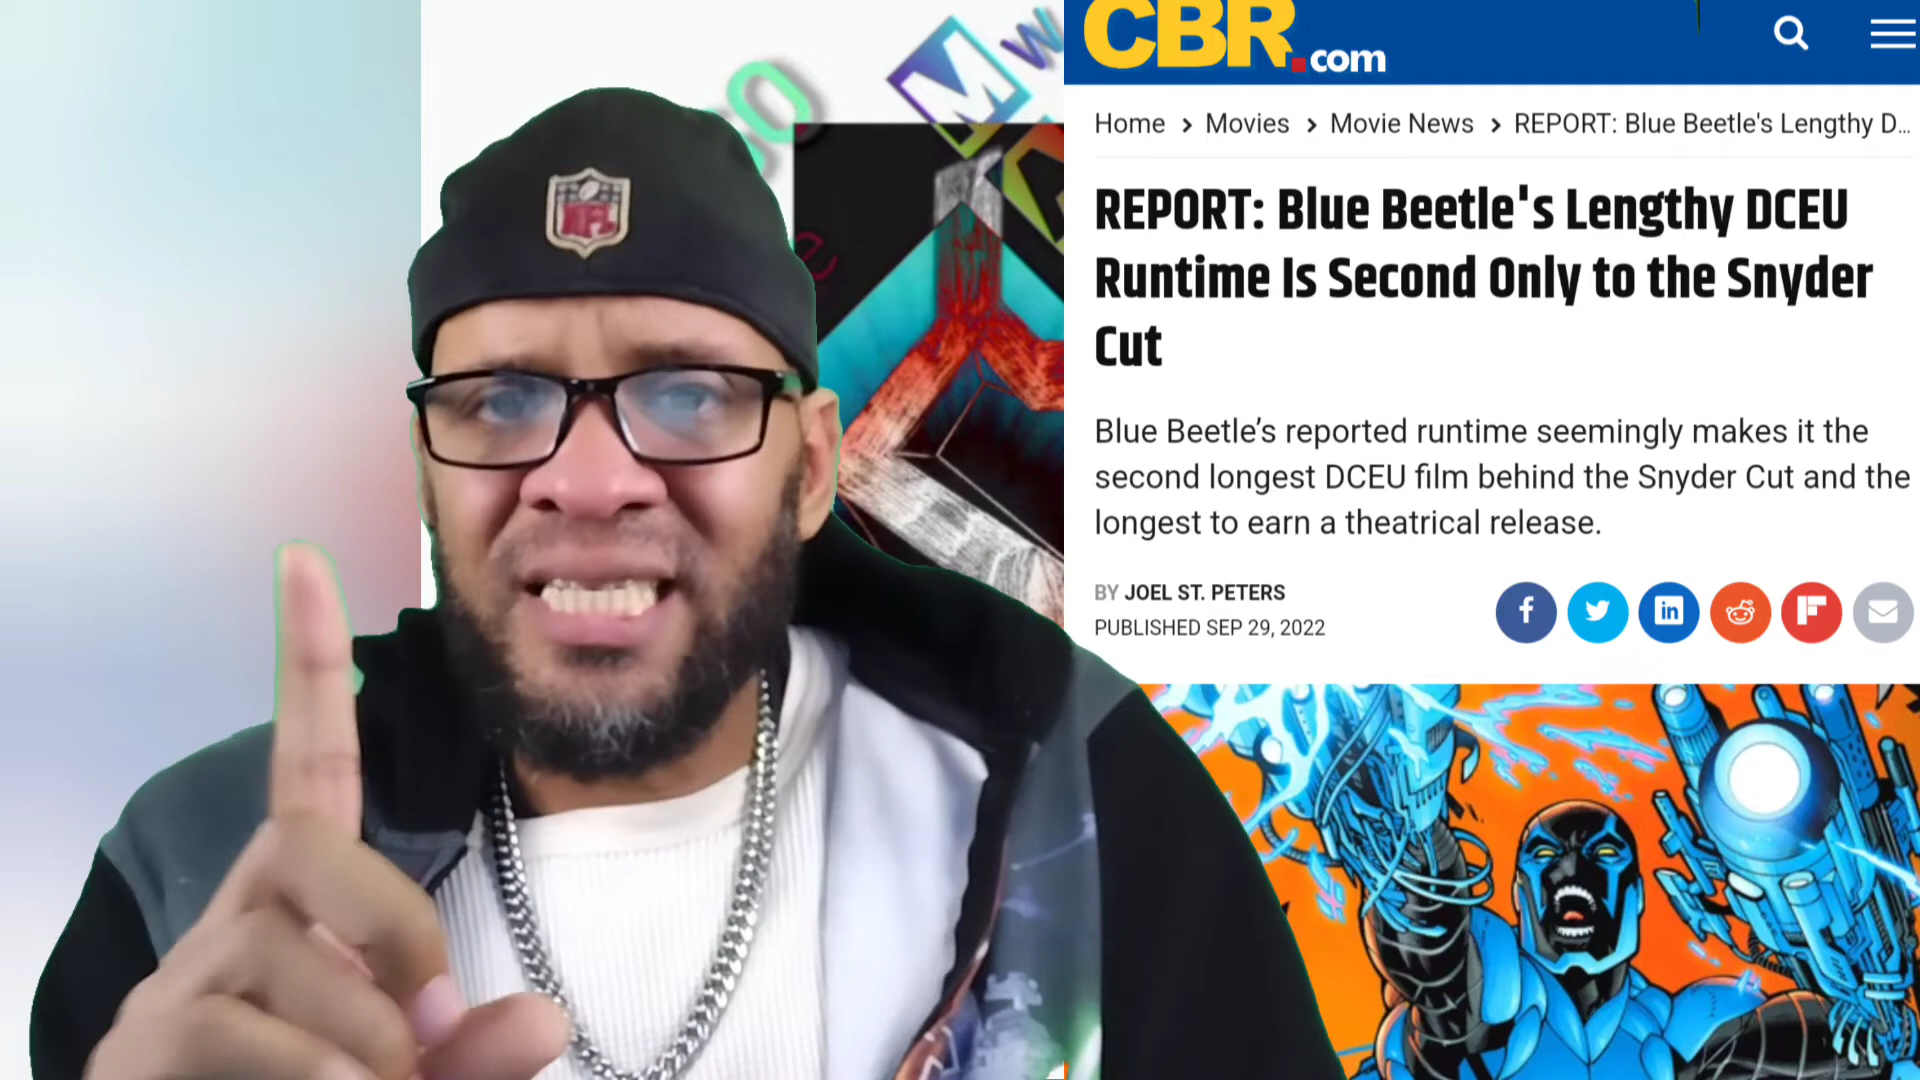 CBR.com
Home > Movies > Movie News > REPORT: Blue Beetle's Lengthy D...
REPORT: Blue Beetle's Lengthy DCEU
Runtime Is Second Only to the Snyder
Cut
Blue Beetle’s reported runtime seemingly makes it the
second longest DCEU film behind the Snyder Cut and the
longest to earn a theatrical release.
BY JOEL ST. PETERS
PUBLISHED SEP 29, 2022
NFL